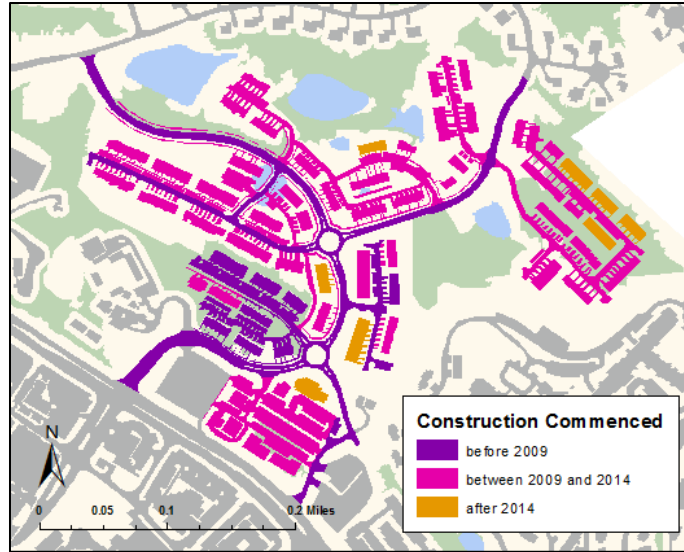 Construction Commenced
before 2009
between 2009 and 2014
after 2014
N
0 0.05 0.1 0.2 Miles